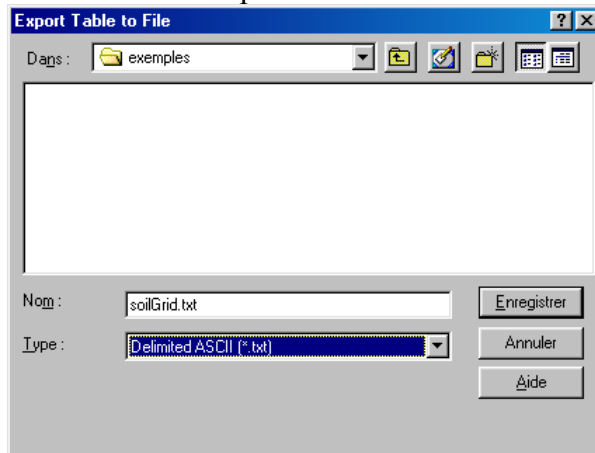 Export Table to File
Dans : exemples
Nom : soilGrid.txt Enregistrer
Type : Delimited ASCII (*.txt) Annuler
Aide